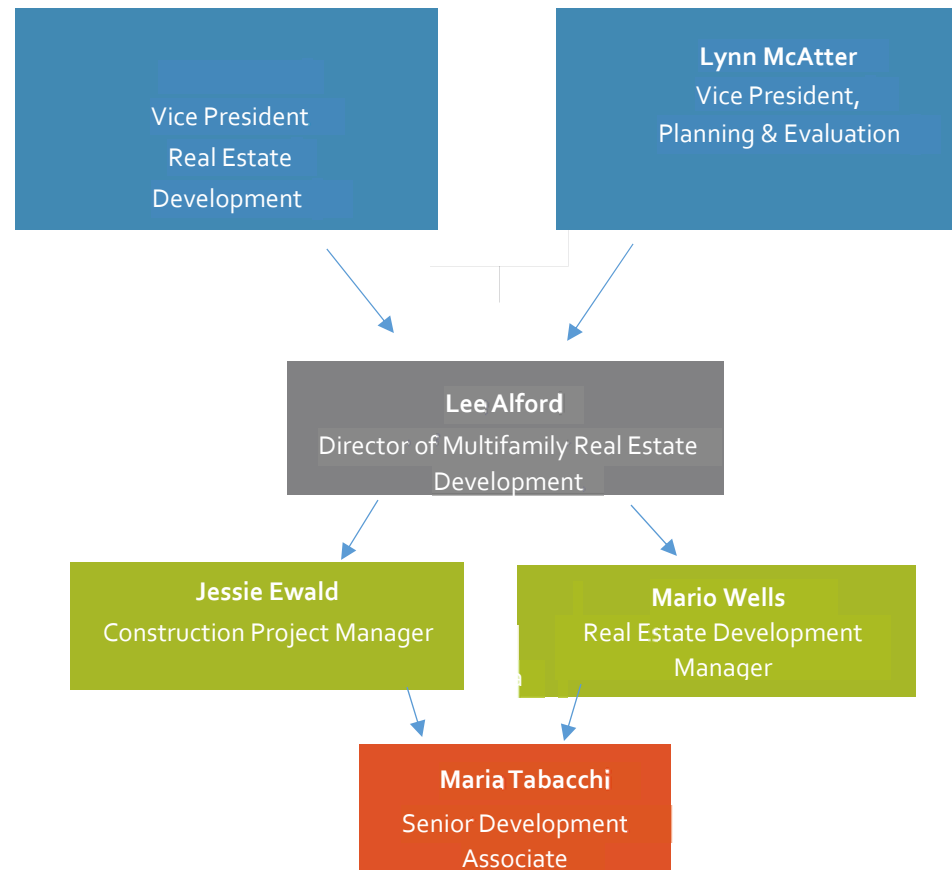 Vice President
Real Estate
Development
Lynn McAtter
Vice President,
Planning & Evaluation
Lee Alford
Director of Multifamily Real Estate
Development
Jessie Ewald
Construction Project Manager
Mario Wells
Real Estate Development
Manager
a
Maria Tabacchi
Senior Development
Associate